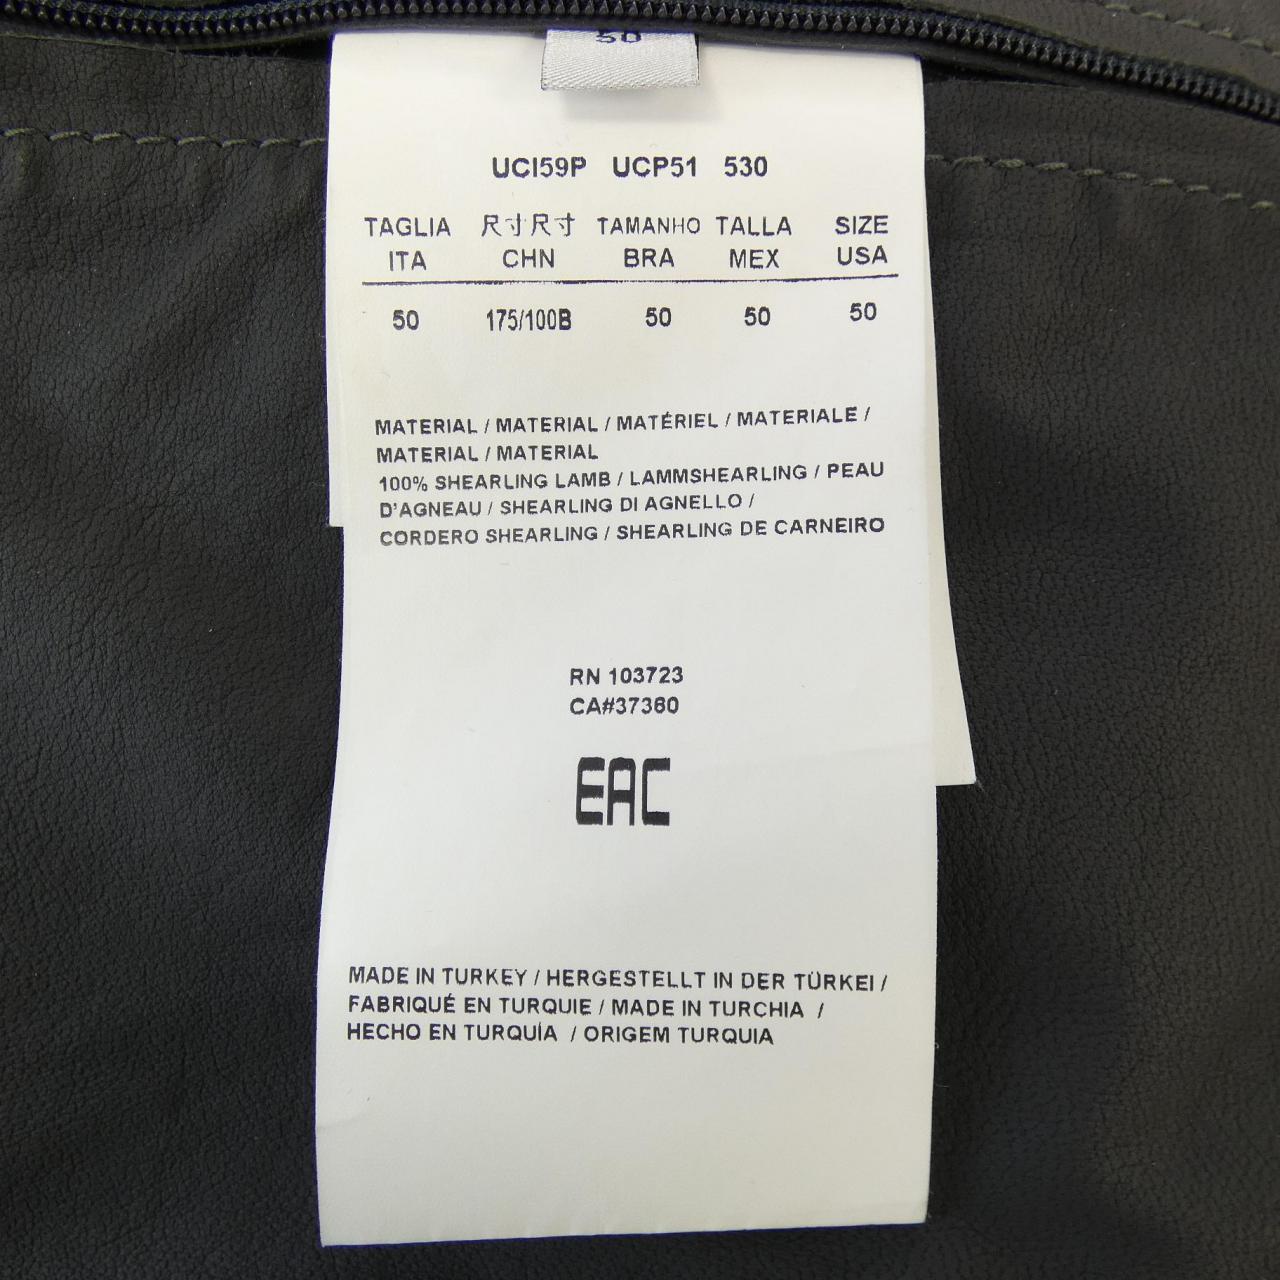 50
UCI59P UCP51 530
TAGLIA 尺寸尺寸 TAMANHO TALLA SIZE
ITA CHN BRA MEX USA
50 175/100B 50 50 50
MATERIAL / MATERIAL / MATÉRIEL / MATERIALE /
MATERIAL / MATERIAL
100% SHEARLING LAMB / LAMMSHEARLING / PEAU
D'AGNEAU / SHEARLING DI AGNELLO /
CORDERO SHEARLING / SHEARLING DE CARNEIRO
RN 103723
CA#37360
EAC
MADE IN TURKEY / HERGESTELLT IN DER TÜRKEI /
FABRIQUÉ EN TURQUIE / MADE IN TURCHIA /
HECHO EN TURQUÍA / ORIGEM TURQUIA